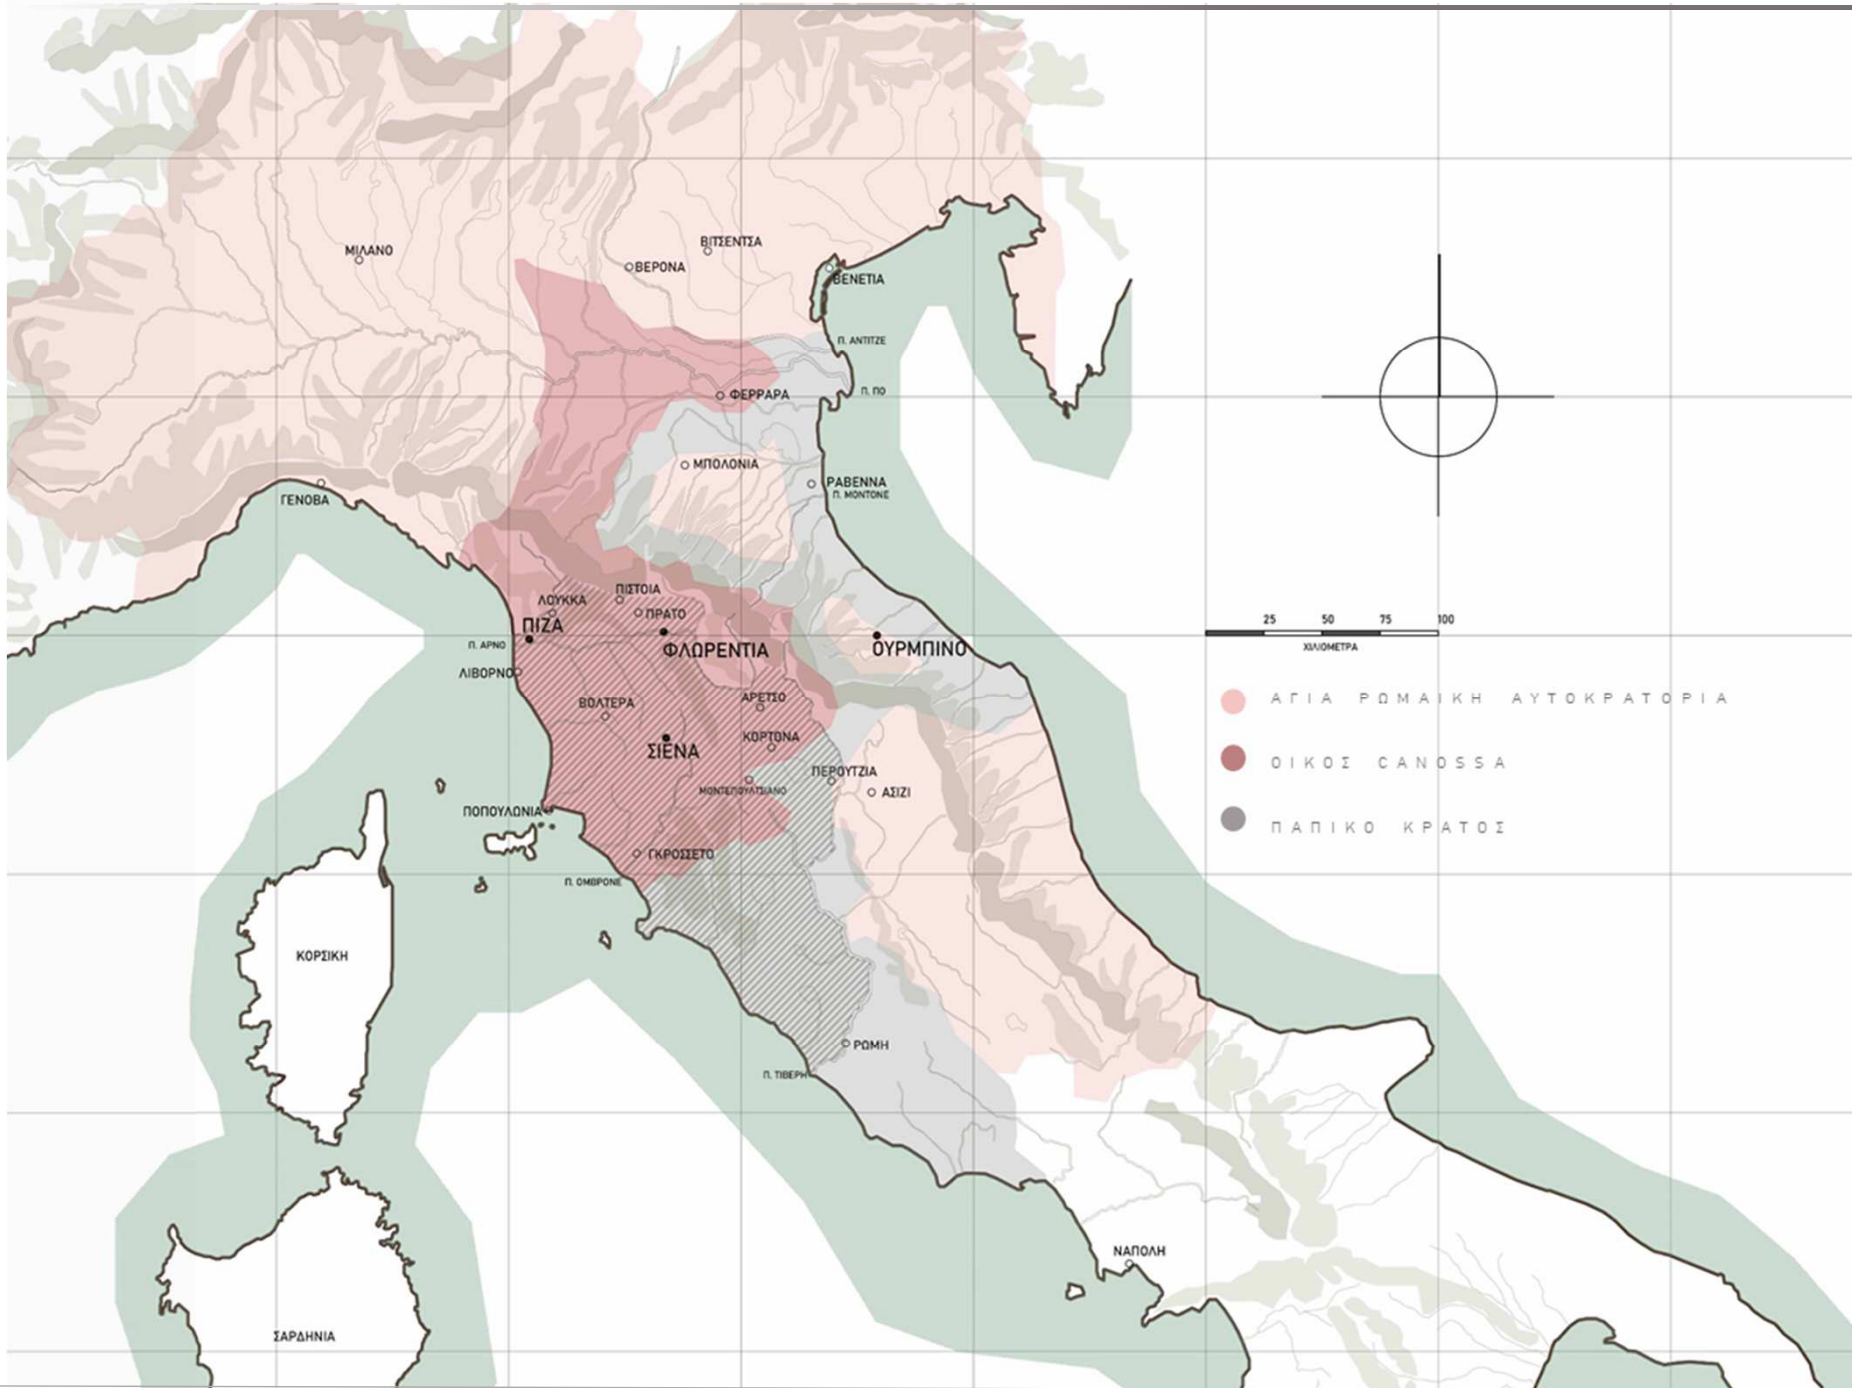 ΜΙΛΑΝΟ
ΒΙΤΣΕΝΤΣΑ
ΒΕΡΟΝΑ
ΒΕΝΕΤΙΑ
Π. ΑΝΤΙΤΖΕ
Π. ΠΟ
ΦΕΡΡΑΡΑ
ΜΠΟΛΟΝΙΑ
ΡΑΒΕΝΝΑ
Π. ΜΟΝΤΟΝΕ
ΓΕΝΟΒΑ
ΠΙΣΤΟΙΑ
ΛΟΥΚΚΑ
ΠΡΑΤΟ
ΠΙΖΑ
Π. ΑΡΝΟ
ΦΛΩΡΕΝΤΙΑ
ΟΥΡΜΠΙΝΟ
ΛΙΒΟΡΝΟ
ΑΡΕΤΣΟ
ΒΟΛΤΕΡΑ
ΚΟΡΤΟΝΑ
ΣΙΕΝΑ
ΠΕΡΟΥΤΖΙΑ
ΜΟΝΤΕΠΟΥΛΤΣΙΑΝΟ
ΑΣΙΖΙ
ΠΟΠΟΥΛΩΝΙΑ
ΓΚΡΟΣΣΕΤΟ
Π. ΟΜΒΡΟΝΕ
ΚΟΡΣΙΚΗ
ΡΩΜΗ
Π. ΤΙΒΕΡΗ
ΝΑΠΟΛΗ
ΣΑΡΔΗΝΙΑ
25 50 75 100
ΧΙΛΙΟΜΕΤΡΑ
ΑΓΙΑ ΡΩΜΑΙΚΗ ΑΥΤΟΚΡΑΤΟΡΙΑ
ΟΙΚΟΣ CANOSSA
ΠΑΠΙΚΟ ΚΡΑΤΟΣ